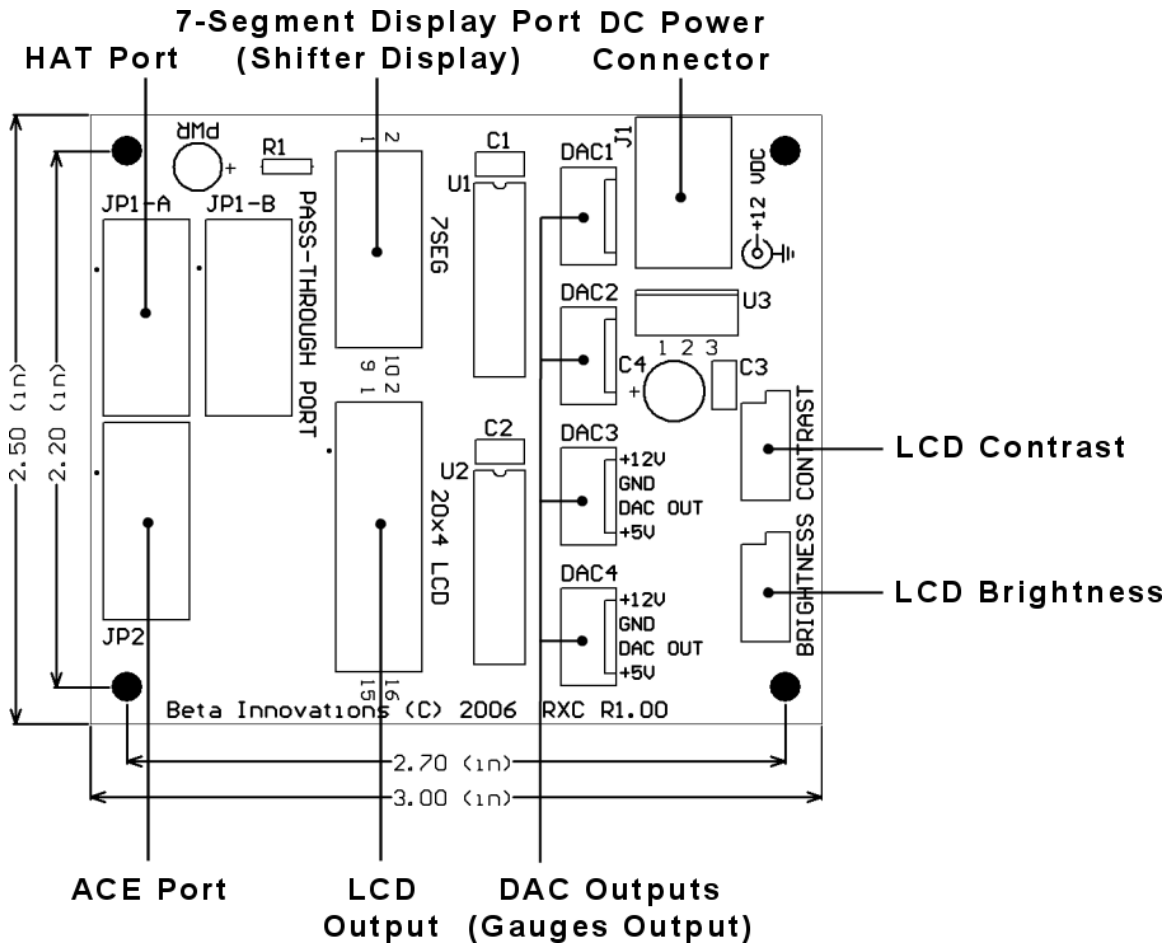 7-Segment Display Port
(Shifter Display)
DC Power
Connector
HAT Port
PWR
+
R1
1
2
C1
U1
DAC1
J1
+12 VDC
JP1-A
JP1-B
PASS-THROUGH PORT
7SEG
DAC2
U3
1 2 3
C4
+
C3
9
10
1
2
2.50 (in)
2.20 (in)
C2
U2
20x4 LCD
DAC3
+12V
GND
DAC OUT
+5V
CONTRAST
LCD Contrast
DAC4
+12V
GND
DAC OUT
+5V
BRIGHTNESS
LCD Brightness
JP2
15
16
Beta Innovations (C) 2006 RXC R1.00
2.70 (in)
3.00 (in)
ACE Port
LCD
Output
DAC Outputs
(Gauges Output)